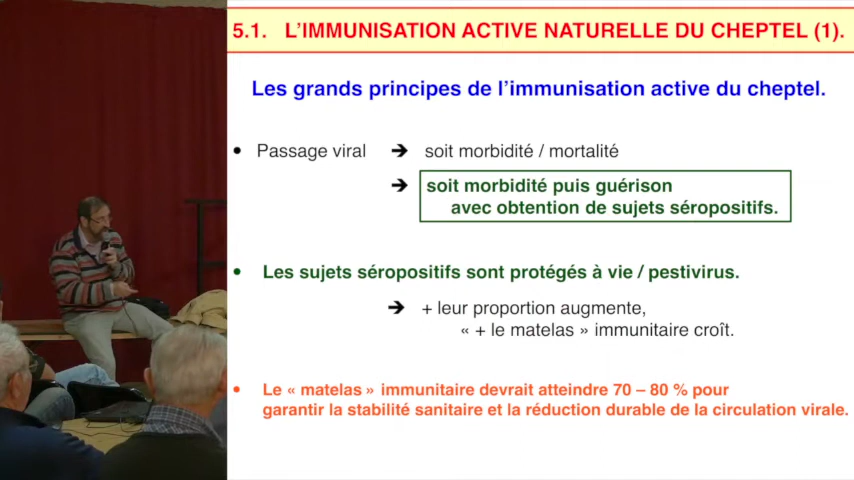 5.1. L’IMMUNISATION ACTIVE NATURELLE DU CHEPTEL (1).
Les grands principes de l’immunisation active du cheptel.
• Passage viral ➔ soit morbidité / mortalité
➔ soit morbidité puis guérison
avec obtention de sujets séropositifs.
• Les sujets séropositifs sont protégés à vie / pestivirus.
➔ + leur proportion augmente,
« + le matelas » immunitaire croît.
• Le « matelas » immunitaire devrait atteindre 70 – 80 % pour
garantir la stabilité sanitaire et la réduction durable de la circulation virale.